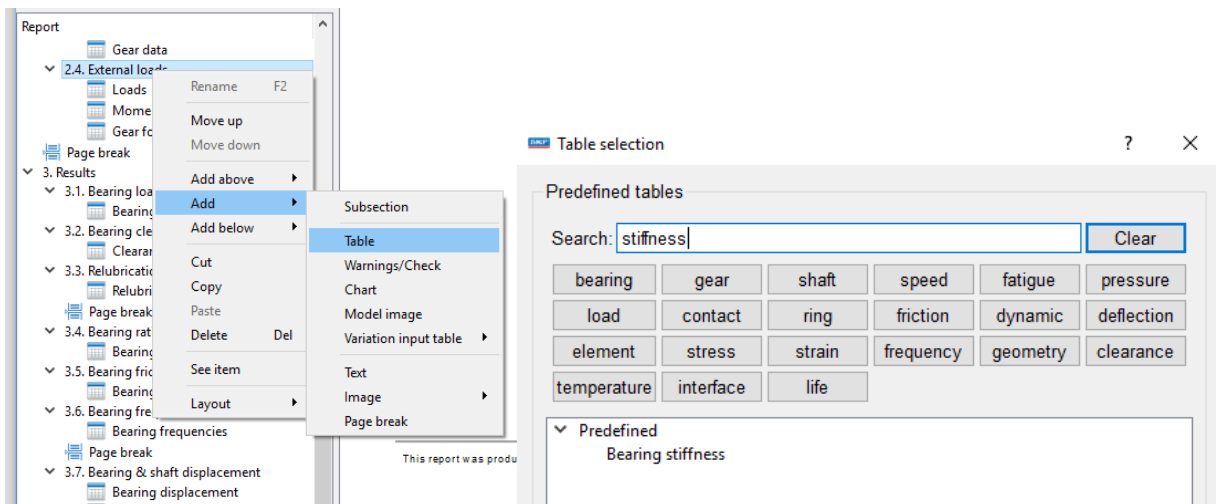 Report
Gear data
2.4. External loads
Loads
Mome
Gear fo
Page break
3. Results
3.1. Bearing loa
Bearing
3.2. Bearing cle
Clearan
3.3. Relubricatio
Relubri
Page break
3.4. Bearing rat
Bearing
3.5. Bearing fric
Bearing
3.6. Bearing fre
Bearing frequencies
Page break
3.7. Bearing & shaft displacement
Bearing displacement
Rename F2
Move up
Move down
Add above
Add
Add below
Cut
Copy
Paste
Delete Del
See item
Layout
Subsection
Table
Warnings/Check
Chart
Model image
Variation input table
Text
Image
Page break
This report was produ
Table selection ?
Predefined tables
Search: stiffness Clear
bearing gear shaft speed fatigue pressure
load contact ring friction dynamic deflection
element stress strain frequency geometry clearance
temperature interface life
Predefined
Bearing stiffness